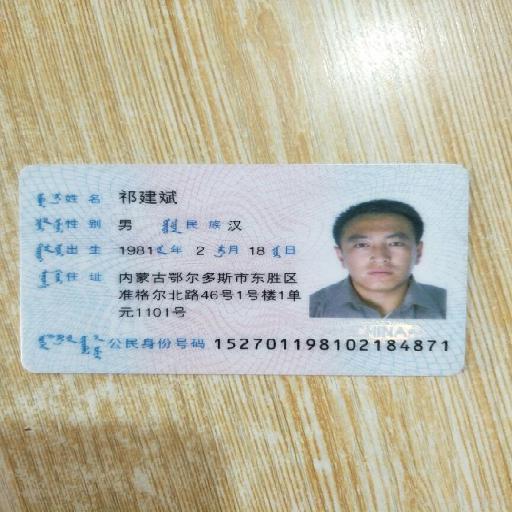 姓名 祁建斌
性别 男 民族 汉
出生 1981 年 2 月 18 日
住址 内蒙古鄂尔多斯市东胜区
准格尔北路46号1号楼1单
元1101号
CHINA
公民身份号码 152701198102184871